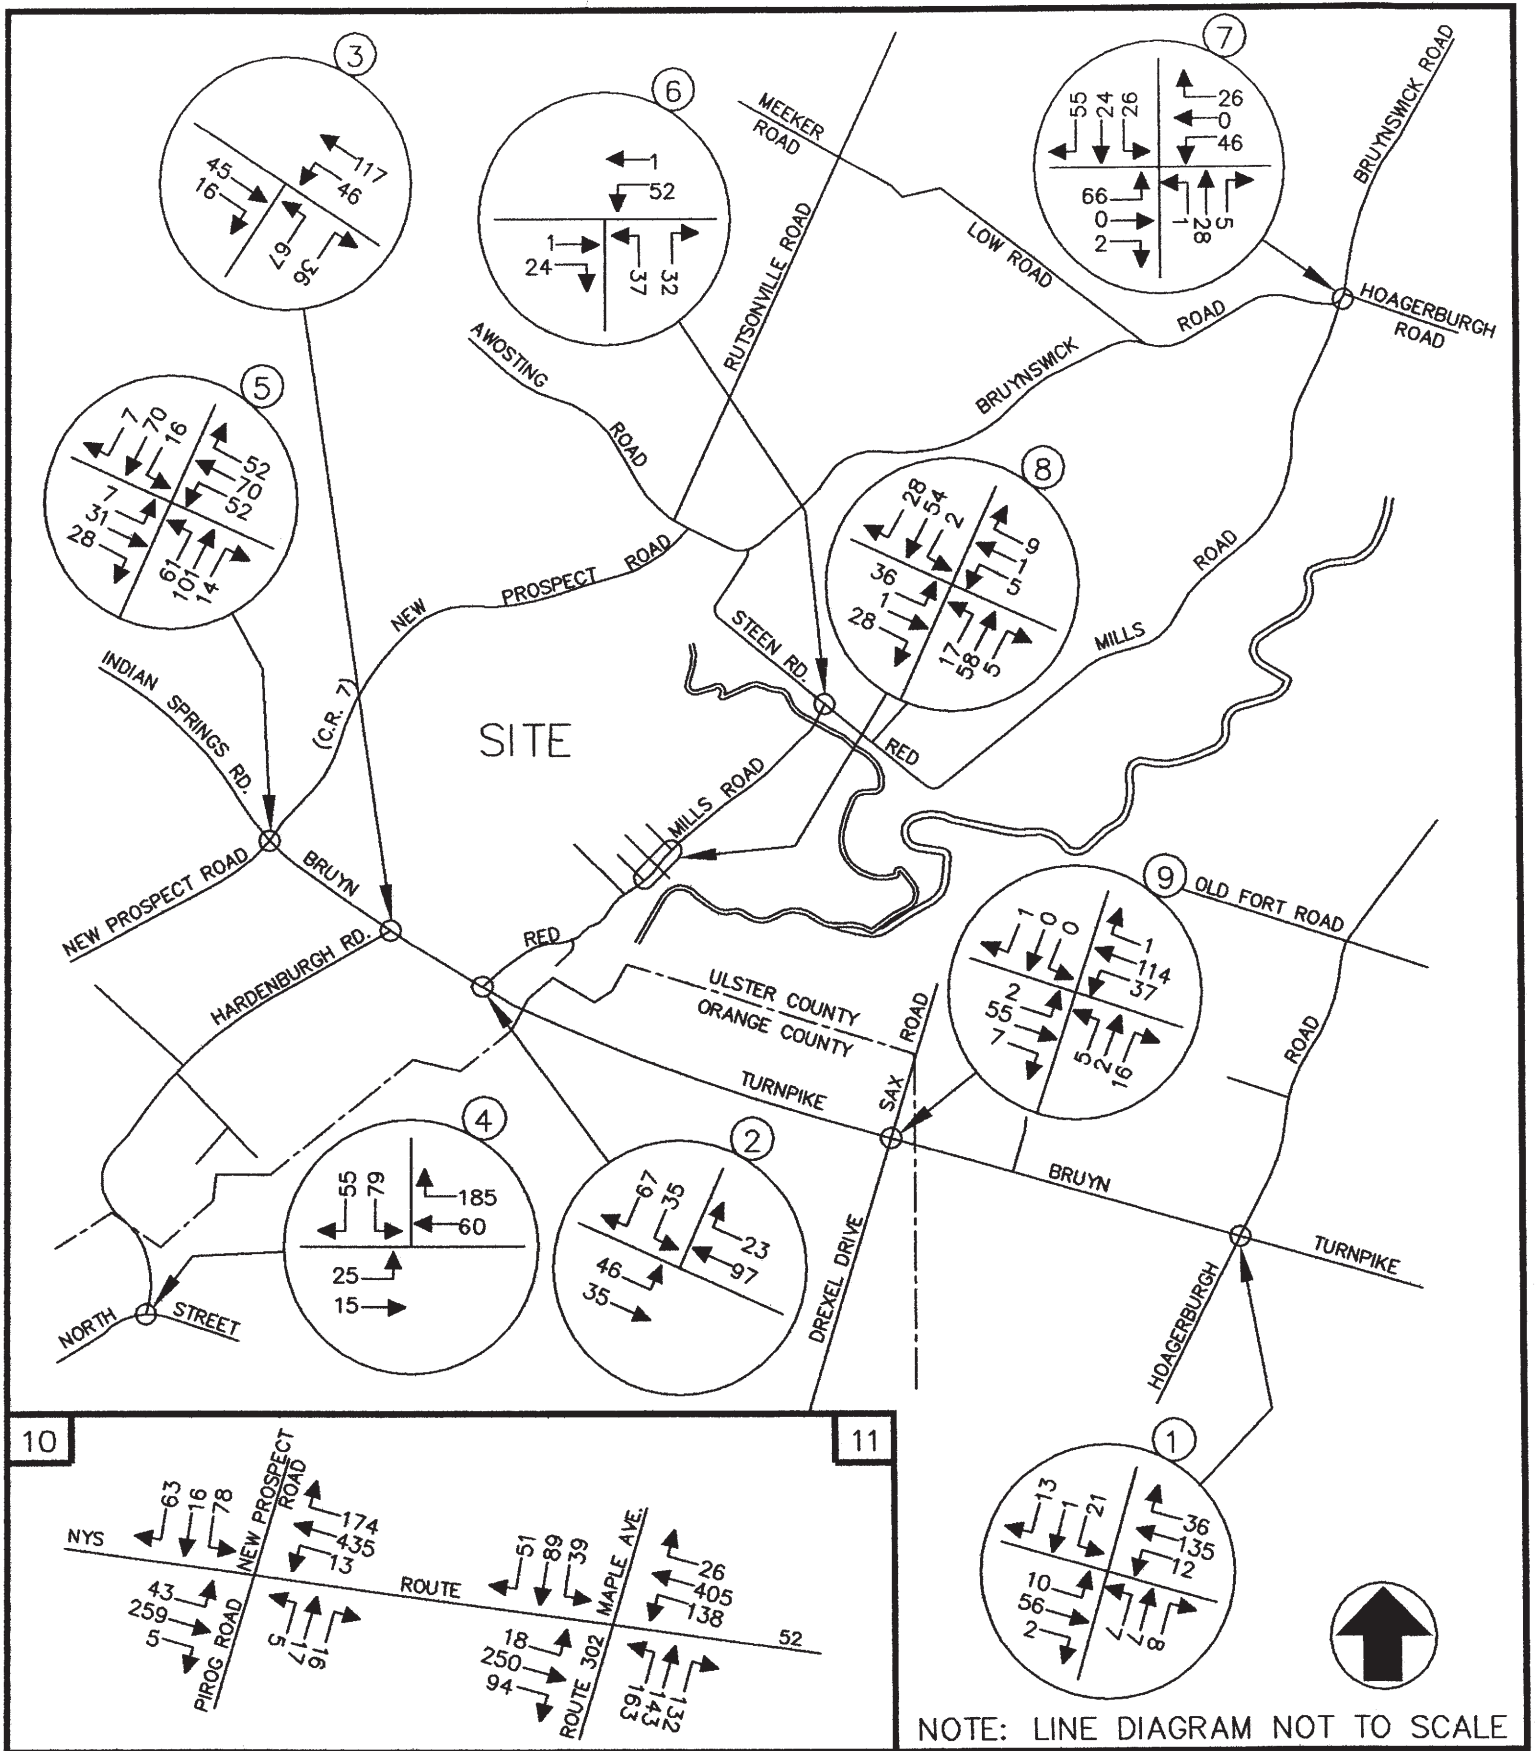 3
117
46
45
16
67
36
6
1
52
1
24
37
32
7
55
24
26
26
0
46
66
0
2
1
28
5
MEEKER
ROAD
RUTSONVILLE ROAD
LOW ROAD
BRUYNSWICK ROAD
HOAGERBURGH
ROAD
BRUYNSWICK
ROAD
AWOSTING
ROAD
5
7
70
16
52
70
52
7
31
28
61
101
14
8
28
54
2
9
1
5
36
1
28
17
58
5
NEW
PROSPECT
ROAD
(C.R. 7)
INDIAN
SPRINGS
RD.
SITE
STEEN RD.
RED
MILLS
ROAD
MILLS ROAD
RED
NEW PROSPECT ROAD
BRUYN
HARDENBURGH RD.
ULSTER COUNTY
ORANGE COUNTY
TURNPIKE
SAX
ROAD
9
1
0
0
1
114
37
2
55
7
5
2
16
OLD FORT ROAD
ROAD
BRUYN
TURNPIKE
HOAGERBURGH
DREXEL DRIVE
4
55
79
185
60
25
15
2
67
35
23
97
46
35
NORTH
STREET
1
13
1
21
36
135
12
10
56
2
7
7
8
10
11
NYS
63
16
78
NEW PROSPECT
ROAD
174
435
13
43
259
5
PIROG ROAD
5
17
16
ROUTE
51
89
39
MAPLE AVE.
26
405
138
18
250
94
ROUTE 302
163
143
132
52
NOTE: LINE DIAGRAM NOT TO SCALE